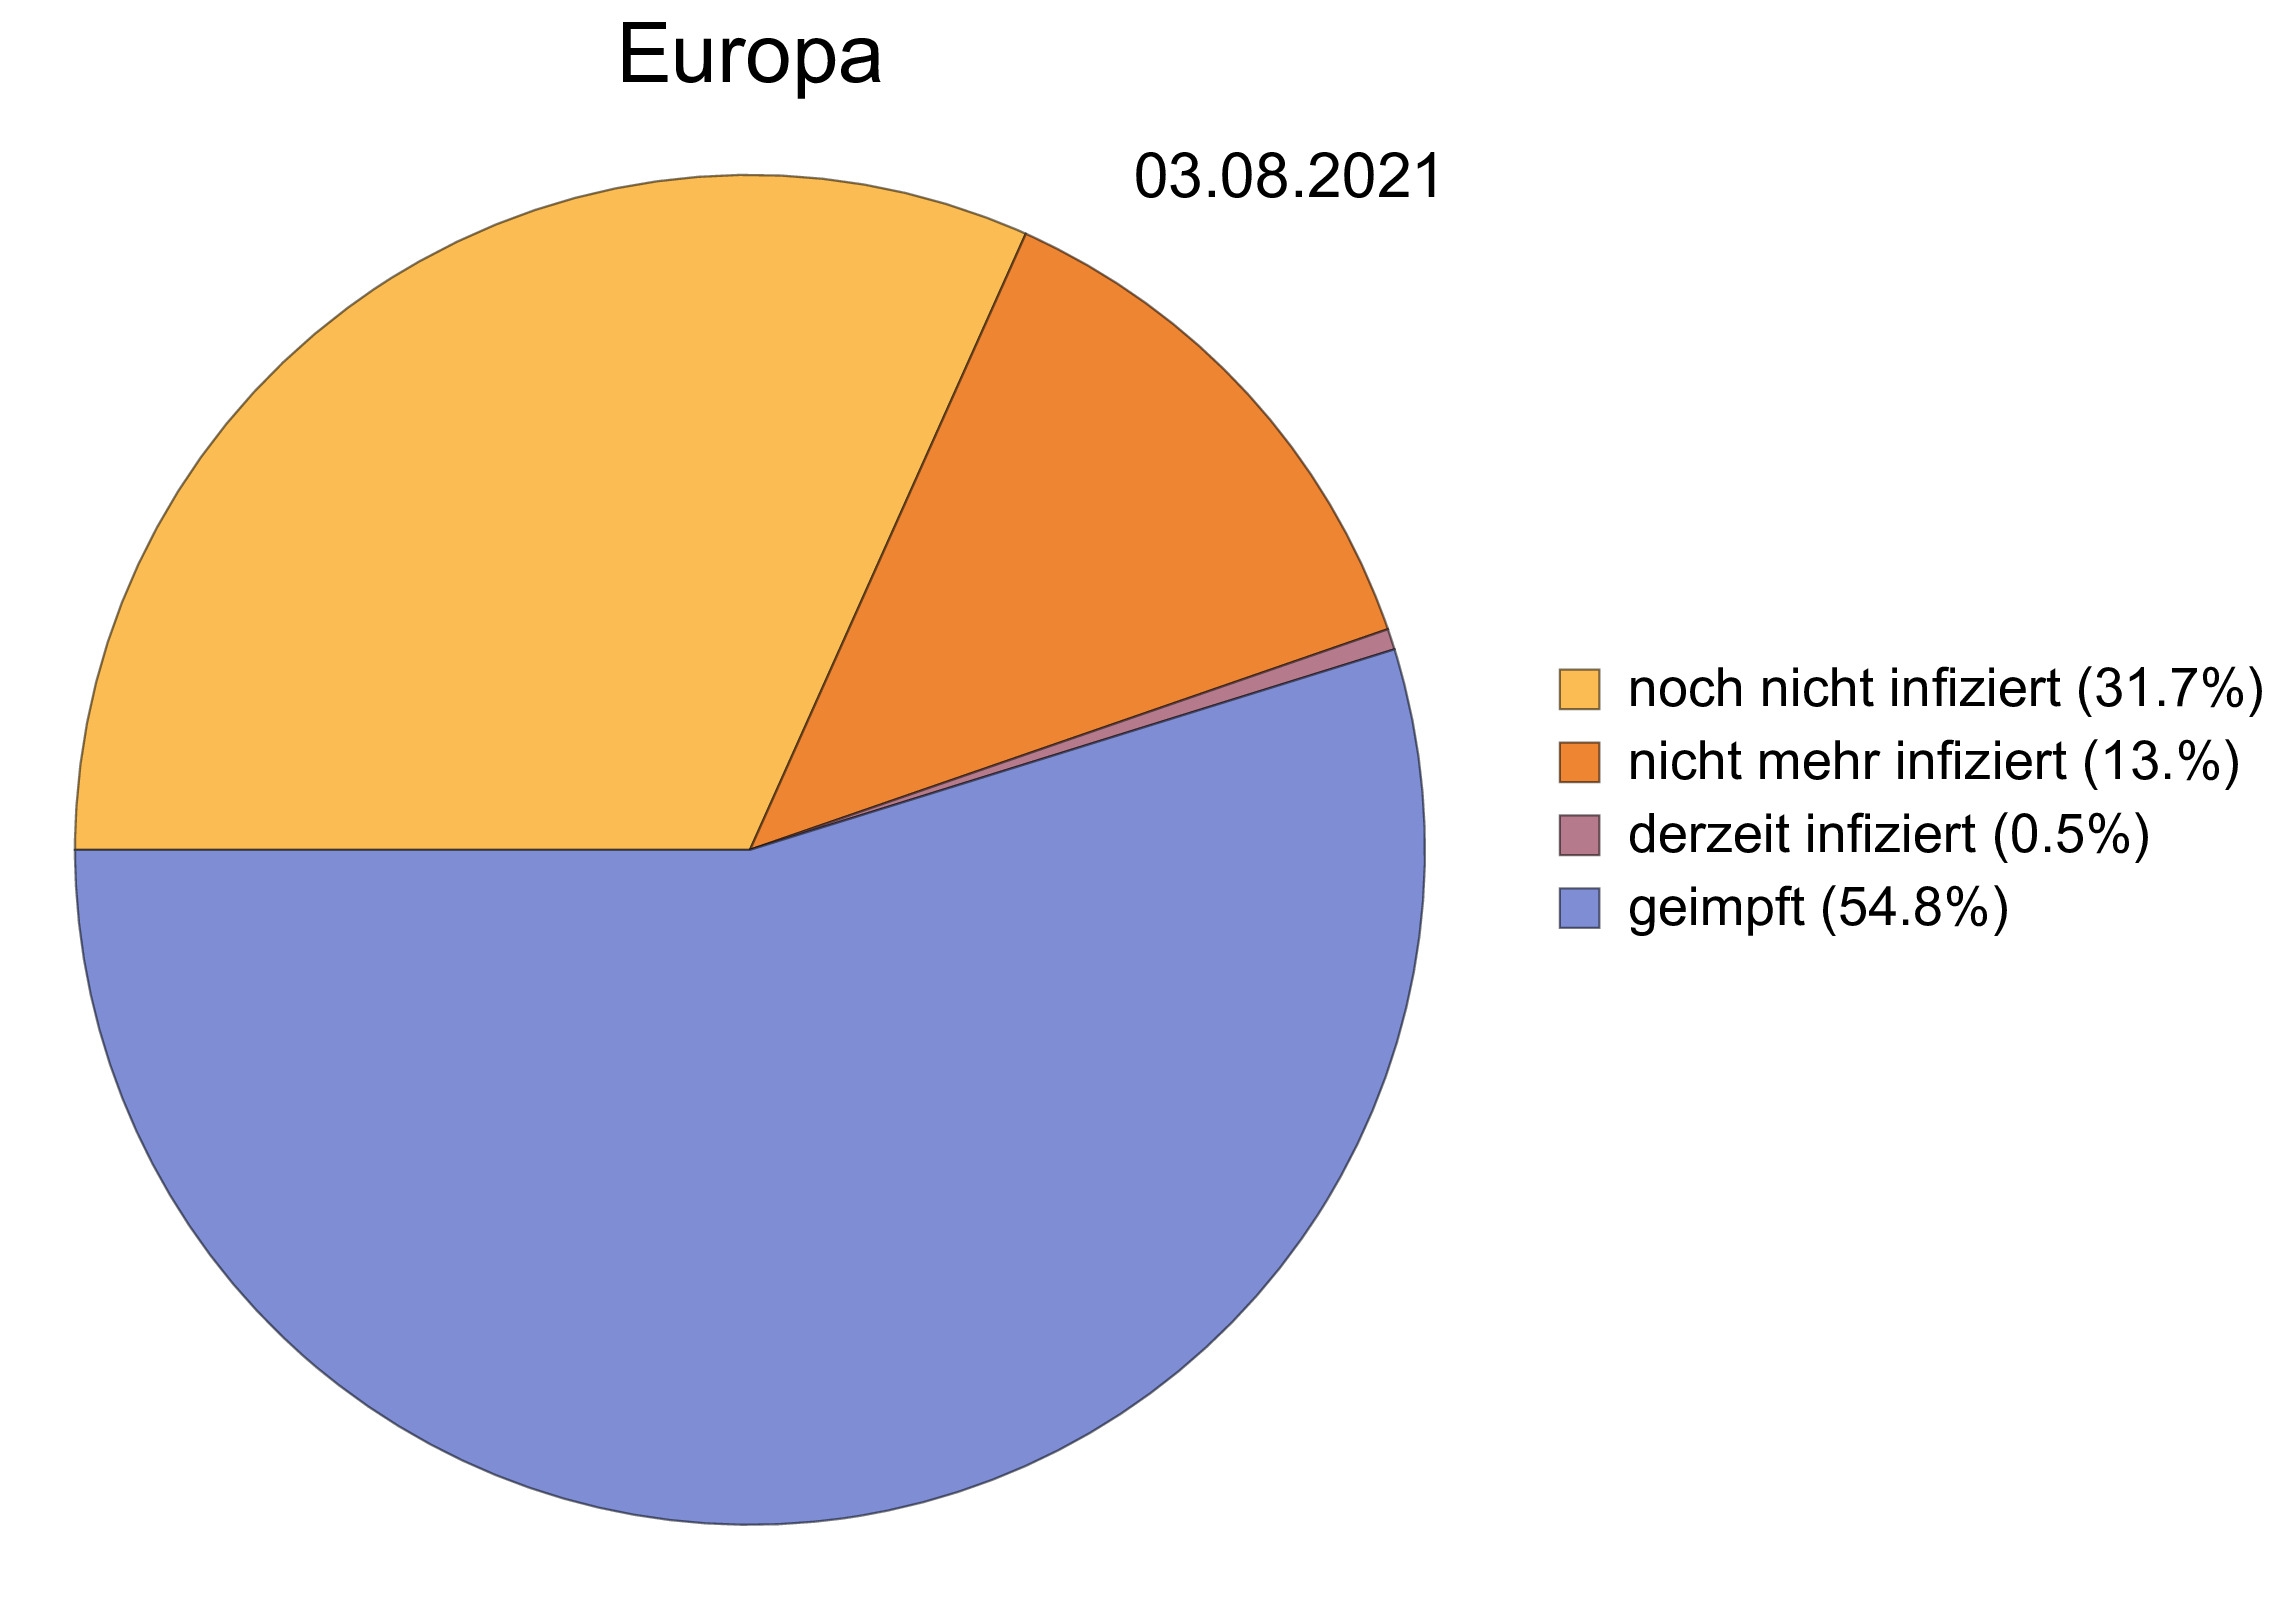 Europa
03.08.2021
noch nicht infiziert (31.7%)
nicht mehr infiziert (13.%)
derzeit infiziert (0.5%)
geimpft (54.8%)